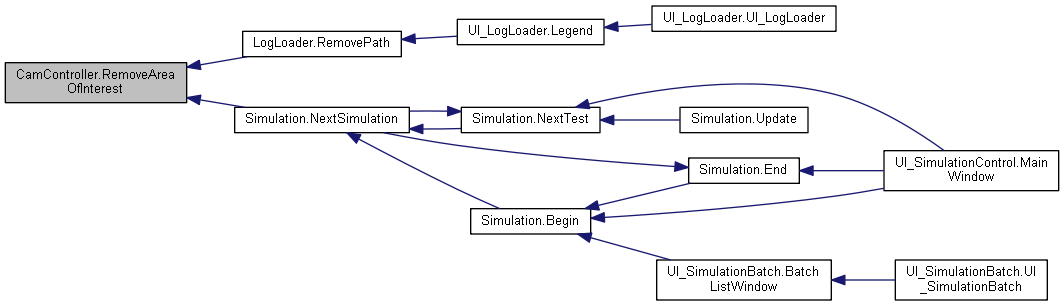 UI_LogLoader.UI_LogLoader
UI_LogLoader.Legend
LogLoader.RemovePath
CamController.RemoveArea
OfInterest
Simulation.NextSimulation
Simulation.NextTest
Simulation.Update
UI_SimulationControl.Main
Window
Simulation.End
Simulation.Begin
UI_SimulationBatch.Batch
ListWindow
UI_SimulationBatch.UI
_SimulationBatch